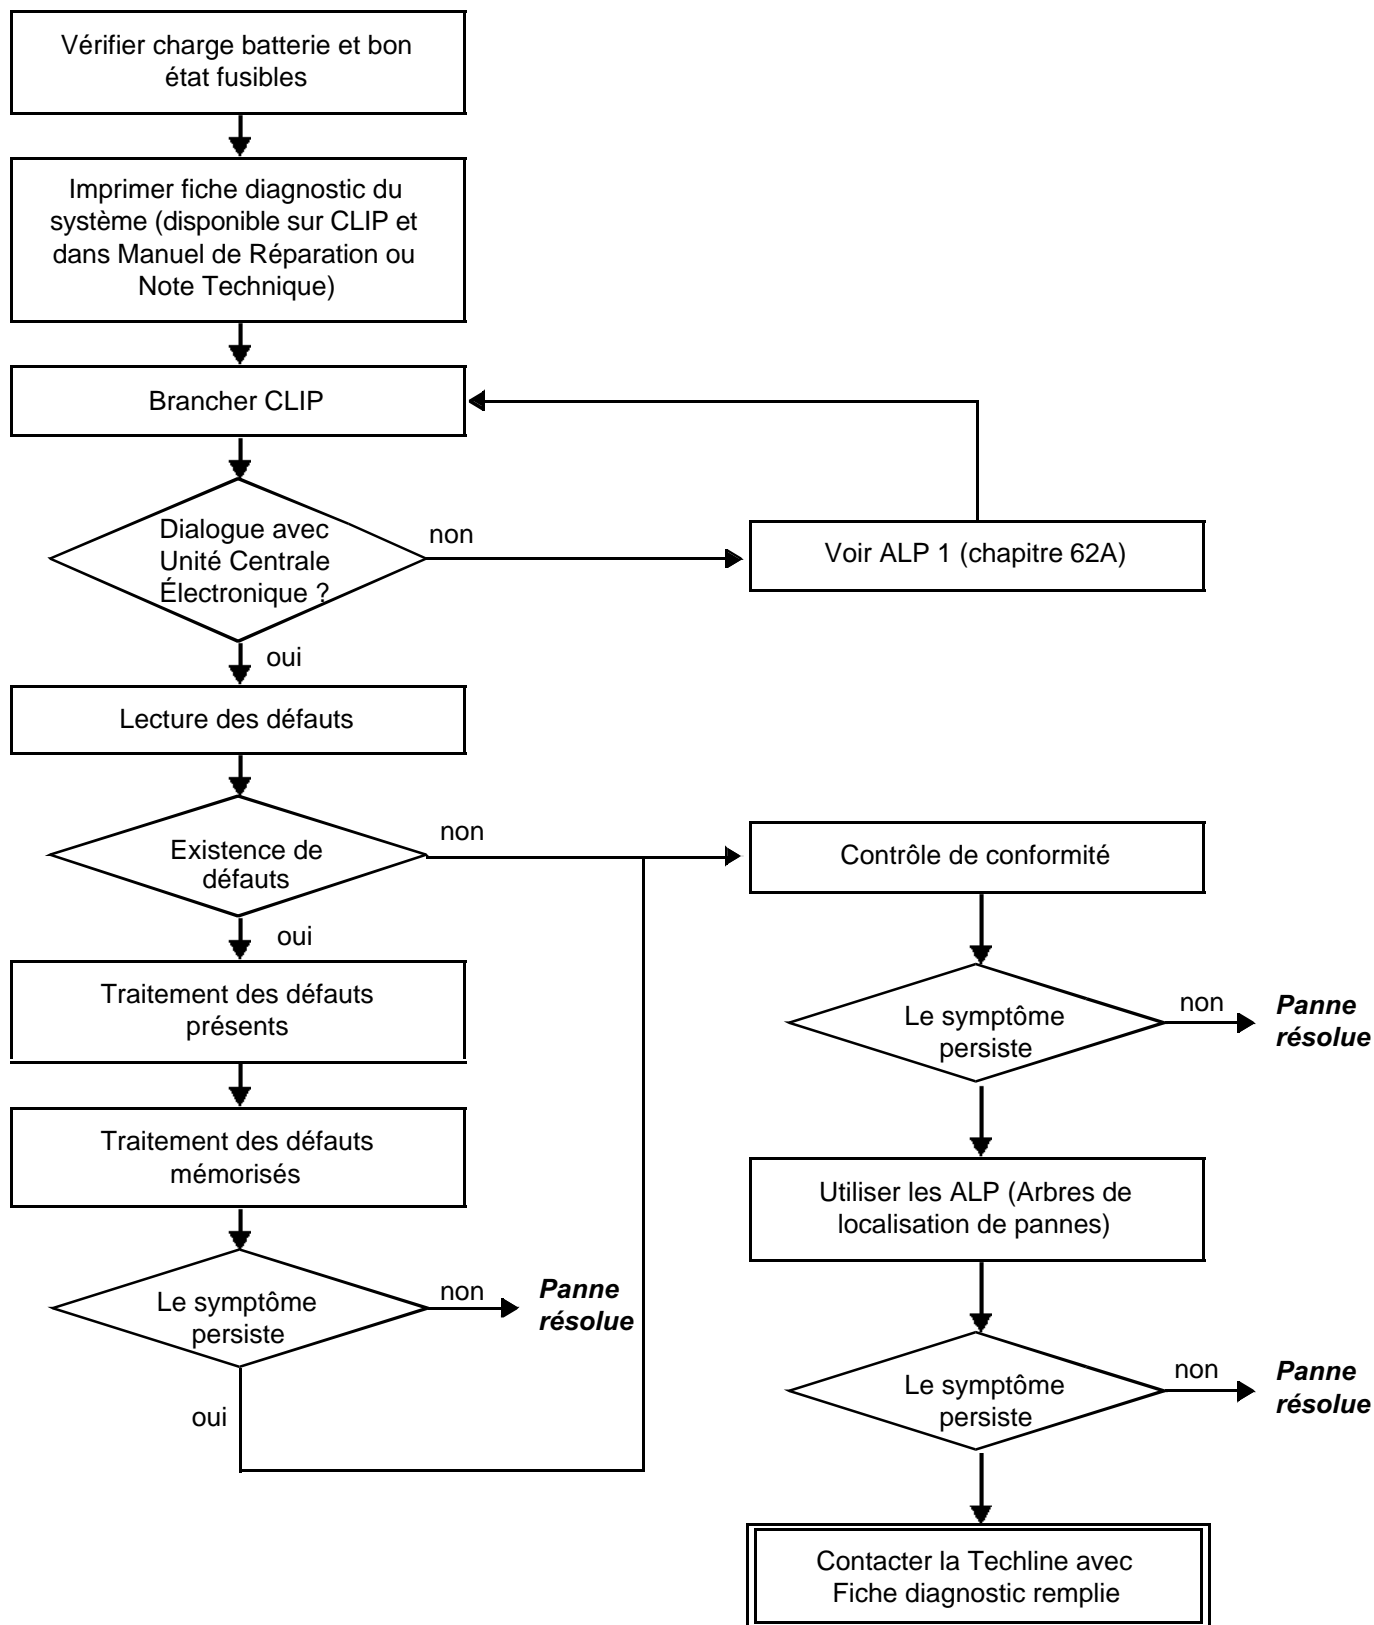 Vérifier charge batterie et bon
état fusibles
Imprimer fiche diagnostic du
système (disponible sur CLIP et
dans Manuel de Réparation ou
Note Technique)
Brancher CLIP
Dialogue avec
Unité Centrale
Électronique ?
non
Voir ALP 1 (chapitre 62A)
oui
Lecture des défauts
Existence de
défauts
non
Contrôle de conformité
oui
Traitement des défauts
présents
Le symptôme
persiste
non
Panne
résolue
Traitement des défauts
mémorisés
Utiliser les ALP (Arbres de
localisation de pannes)
Le symptôme
persiste
non
Panne
résolue
oui
Le symptôme
persiste
non
Panne
résolue
Contacter la Techline avec
Fiche diagnostic remplie